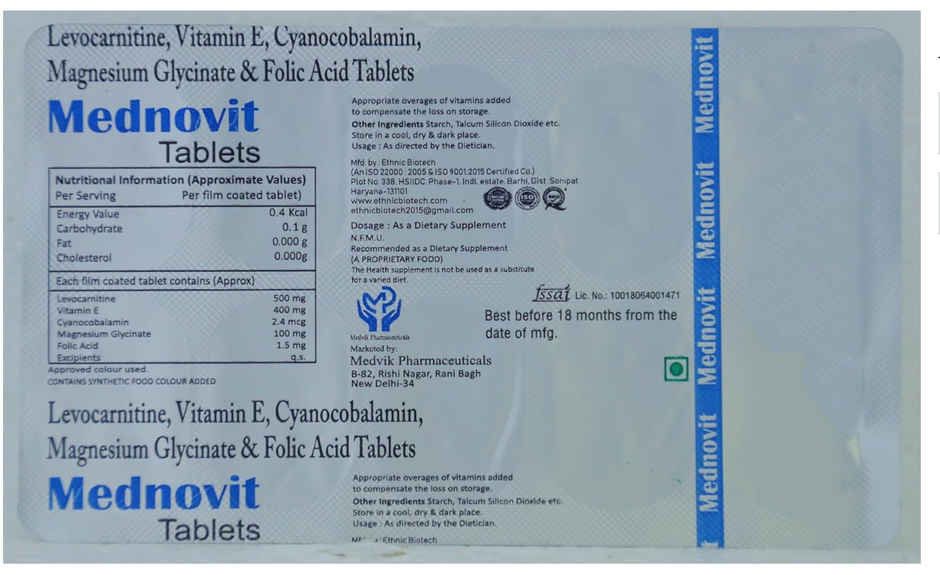 Levocarnitine, Vitamin E, Cyanocobalamin,
Magnesium Glycinate & Folic Acid Tablets
Mednovit
Tablets
Nutritional Information (Approximate Values)
Per Serving Per film coated tablet)
Energy Value 0.4 Kcal
Carbohydrate 0.1 g
Fat 0.000 g
Cholesterol 0.000g
Each film coated tablet contains (Approx)
Levocarnitine 500 mg
Vitamin E 400 mg
Cyanocobalamin 2.4 mcg
Magnesium Glycinate 100 mg
Folic Acid 1.5 mg
Excipients q.s.
Approved colour used.
CONTAINS SYNTHETIC FOOD COLOUR ADDED
Appropriate overages of vitamins added
to compensate the loss on storage.
Other Ingredients Starch, Talcum Silicon Dioxide etc.
Store in a cool, dry & dark place.
Usage : As directed by the Dietician.
Mfd. by : Ethnic Biotech
(An ISO 22000 : 2005 & ISO 9001:2015 Certified Co.)
Plot No. 338, HSIIDC, Phase-1, Indl. estate, Barhi, Dist. Sonipat
Haryana-131101
www.ethnicbiotech.com
ethnicbiotech2015@gmail.com
ISO
Dosage : As a Dietary Supplement
N.F.M.U.
Recommended as a Dietary Supplement
(A PROPRIETARY FOOD)
The Health supplement is not be used as a substitute
for a varied diet.
Medvik Pharmaceuticals
Marketed by:
Medvik Pharmaceuticals
B-82, Rishi Nagar, Rani Bagh
New Delhi-34
fssai Lic. No.: 10018064001471
Best before 18 months from the
date of mfg.
Mednovit
Mednovit
Mednovit
Mednovit
Levocarnitine, Vitamin E, Cyanocobalamin,
Magnesium Glycinate & Folic Acid Tablets
Mednovit
Tablets
Appropriate overages of vitamins added
to compensate the loss on storage.
Other Ingredients Starch, Talcum Silicon Dioxide etc.
Store in a cool, dry & dark place.
Usage : As directed by the Dietician.
Ethnic Biotech